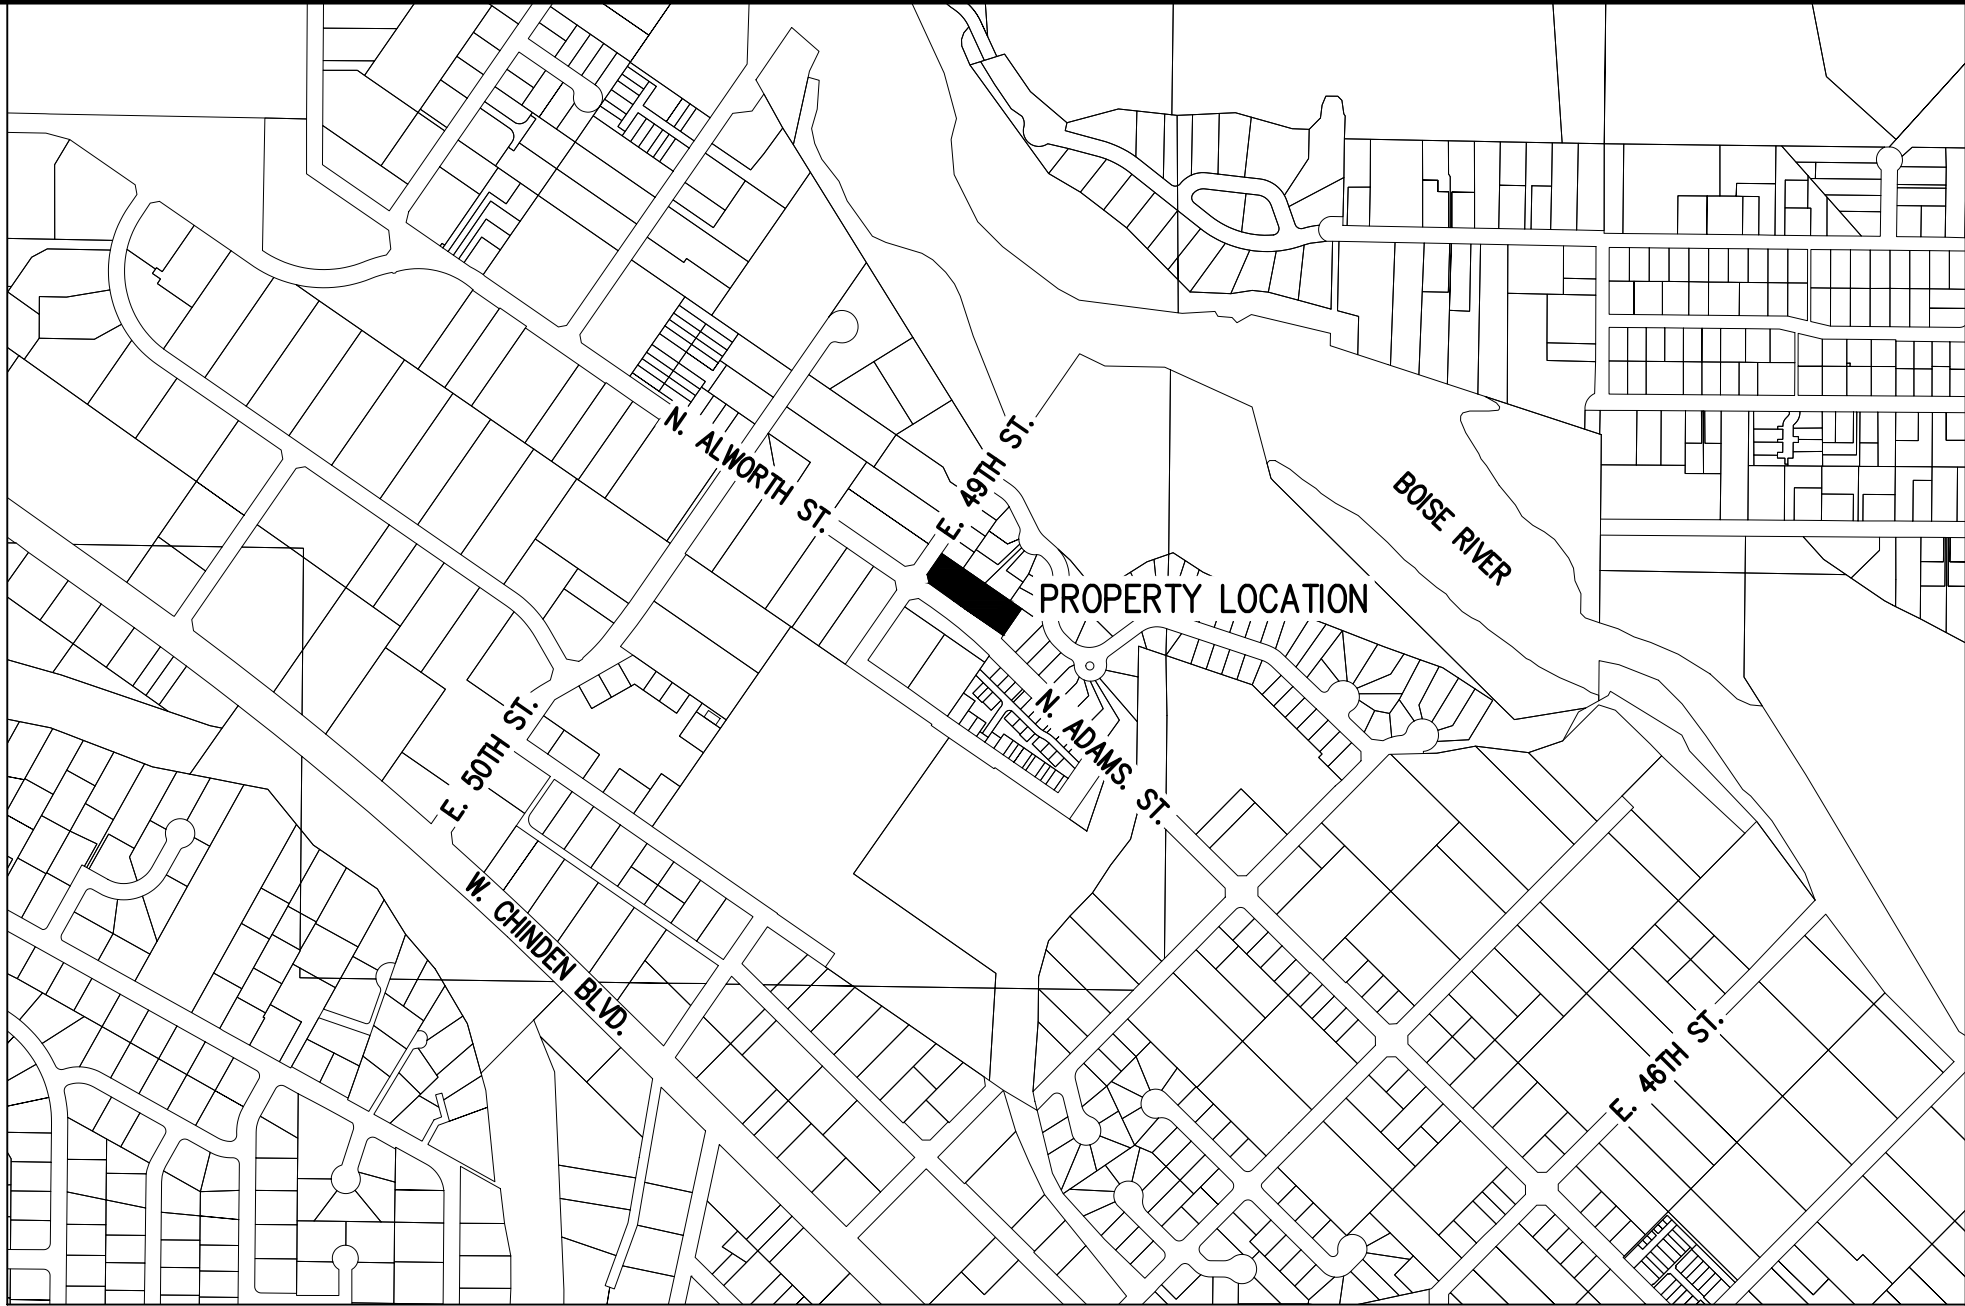 N. ALWORTH ST.
E. 49TH ST.
BOISE RIVER
PROPERTY LOCATION
N. ADAMS. ST.
E. 50TH ST.
W. CHINDEN BLVD.
E. 46TH ST.